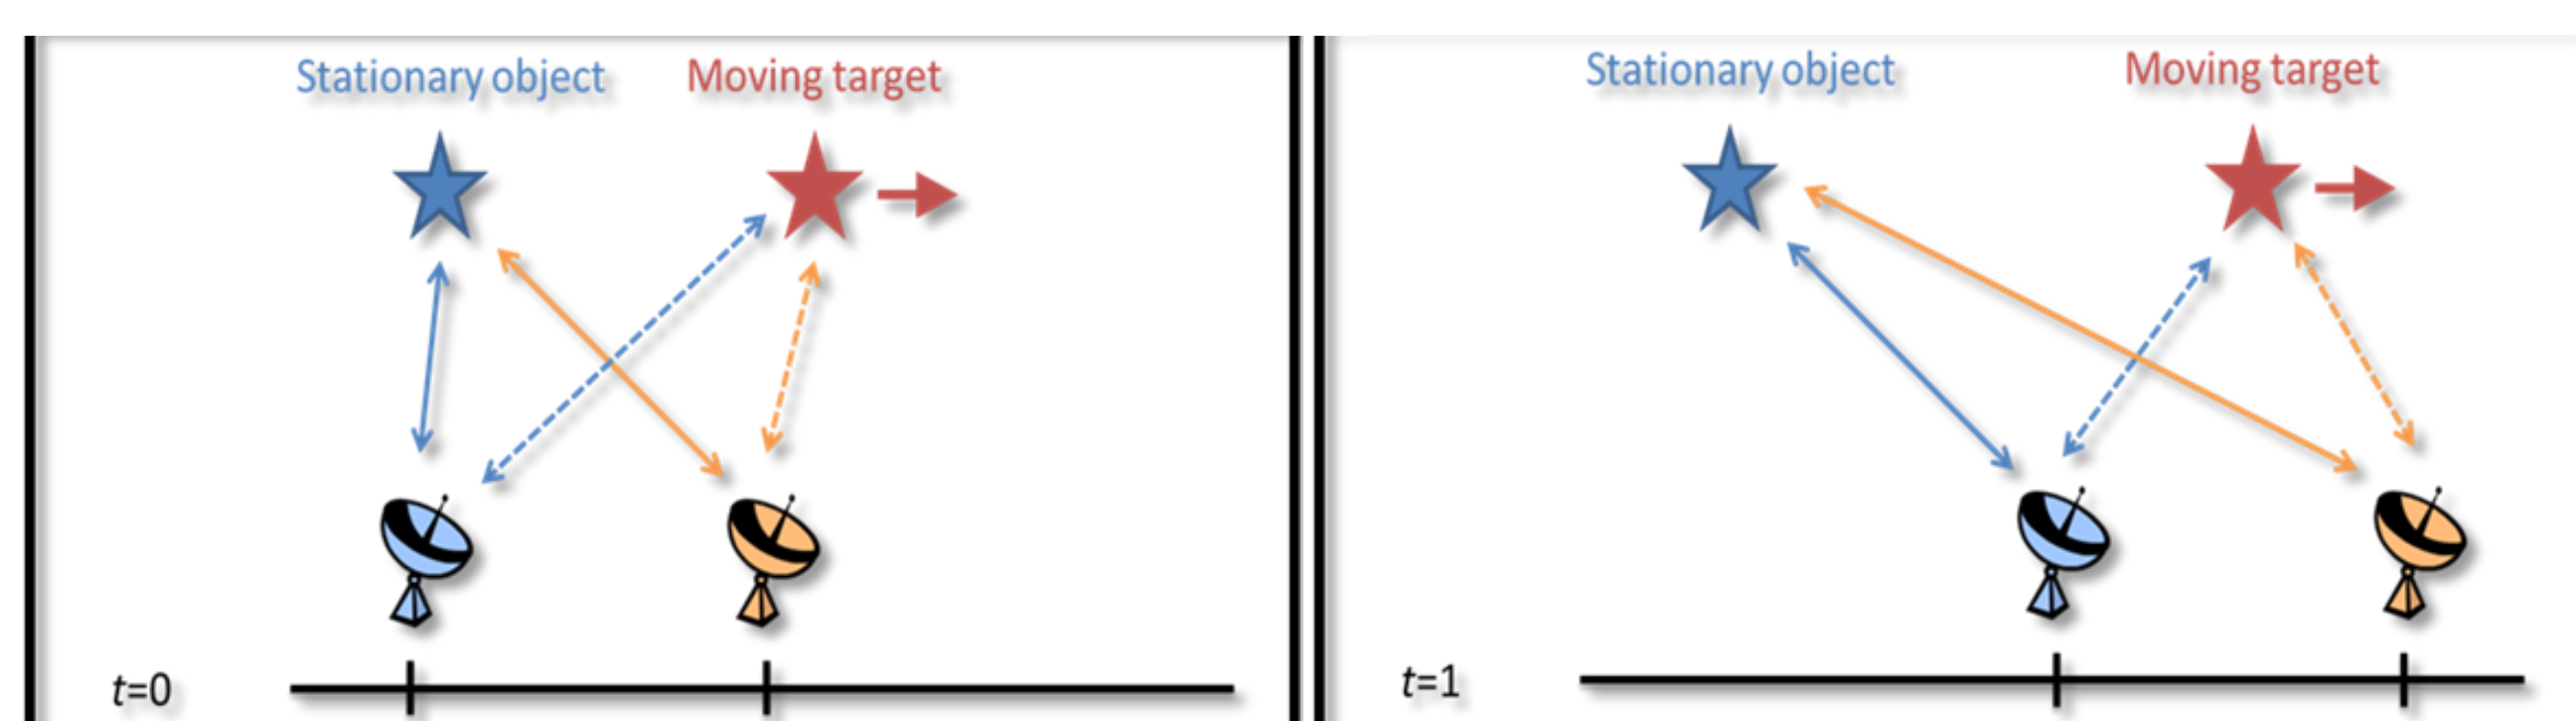 Stationary object
Moving target
t=0
Stationary object
Moving target
t=1